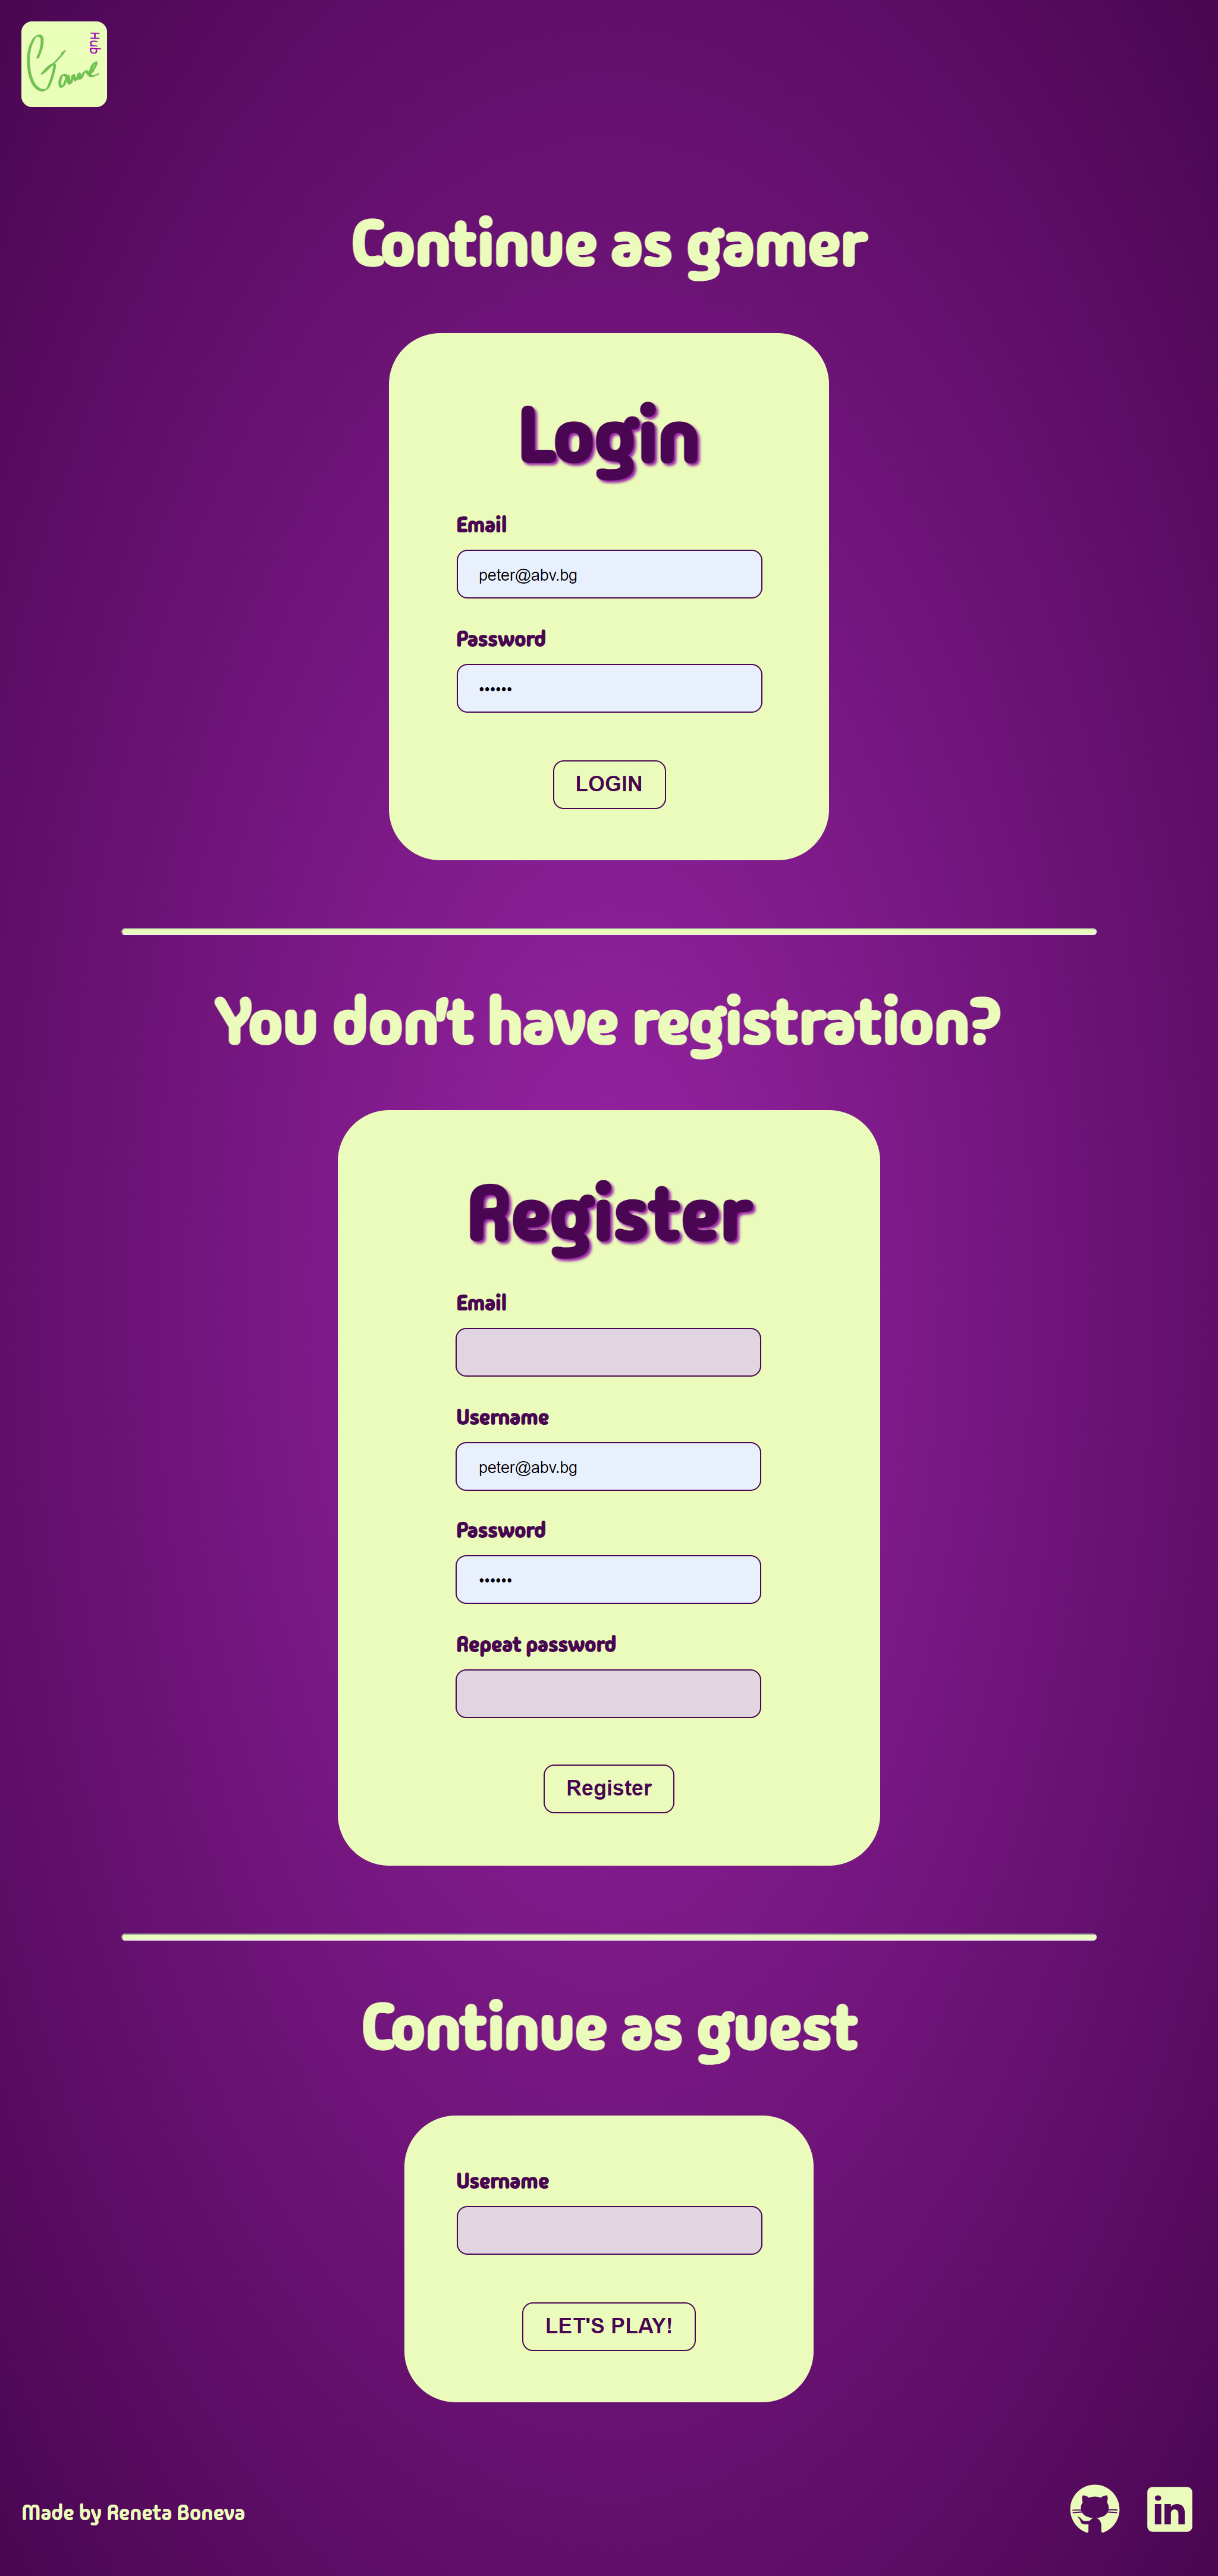 Game
Hub
Continue as gamer
Login
Email
peter@abv.bg
Password
••••••
LOGIN
You don't have registration?
Register
Email
Username
peter@abv.bg
Password
••••••
Repeat password
Register
Continue as guest
Username
LET'S PLAY!
Made by Reneta Boneva
in